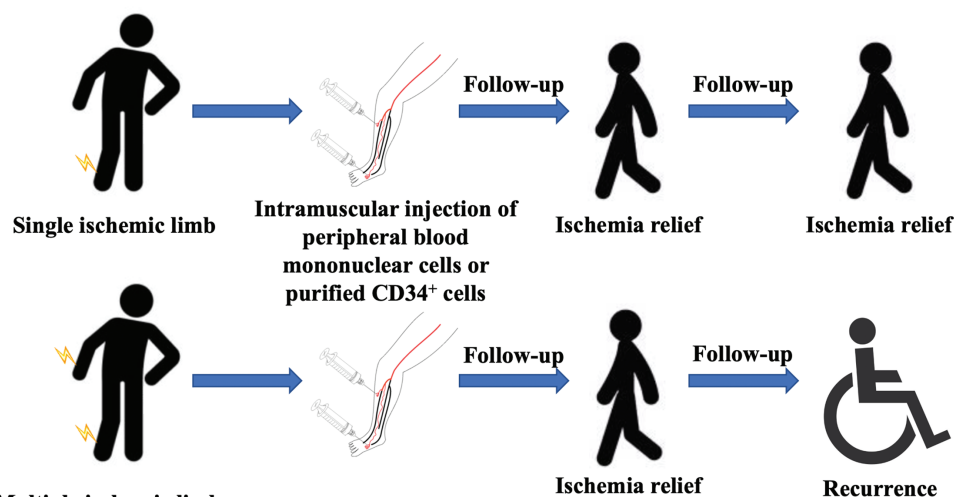 Follow-up
Follow-up
Single ischemic limb
Intramuscular injection of
peripheral blood
mononuclear cells or
purified CD34+ cells
Ischemia relief
Ischemia relief
Follow-up
Follow-up
Ischemia relief
Recurrence